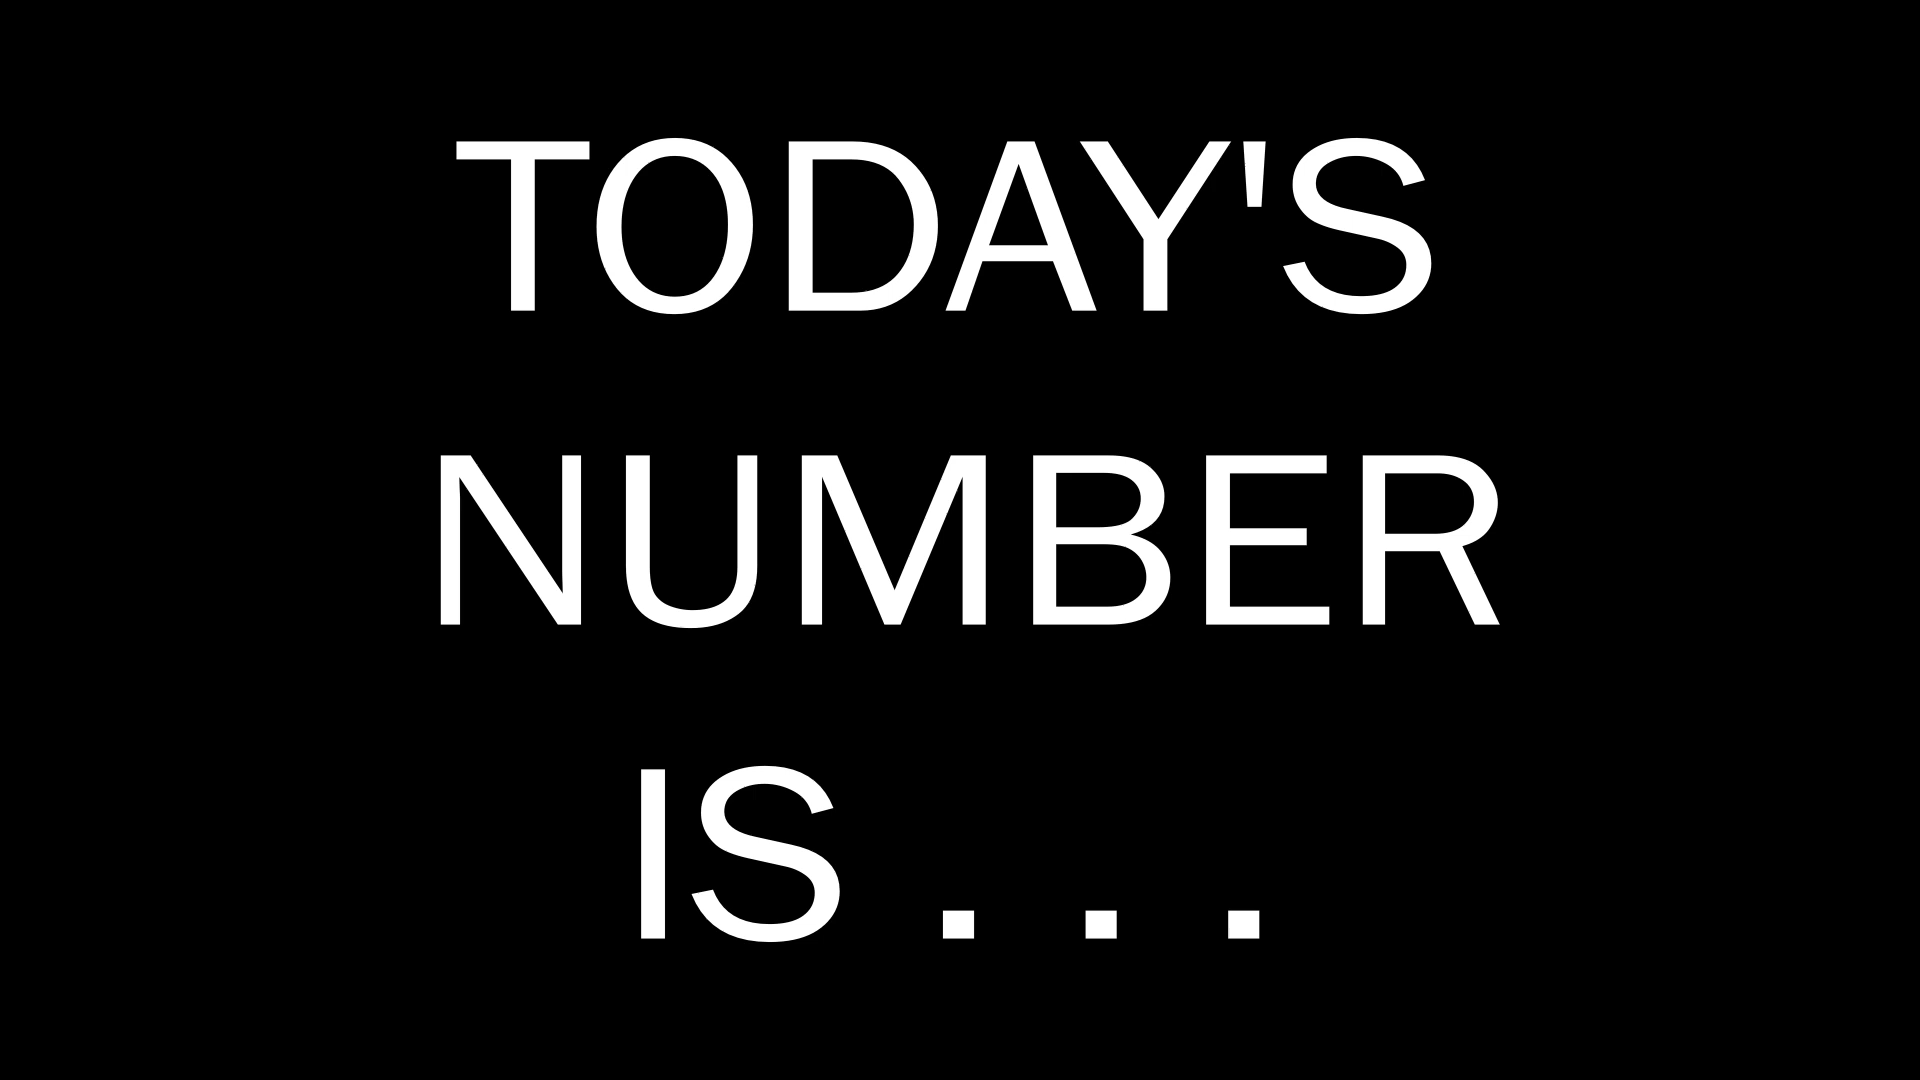 TODAY'S
NUMBER
IS . . .